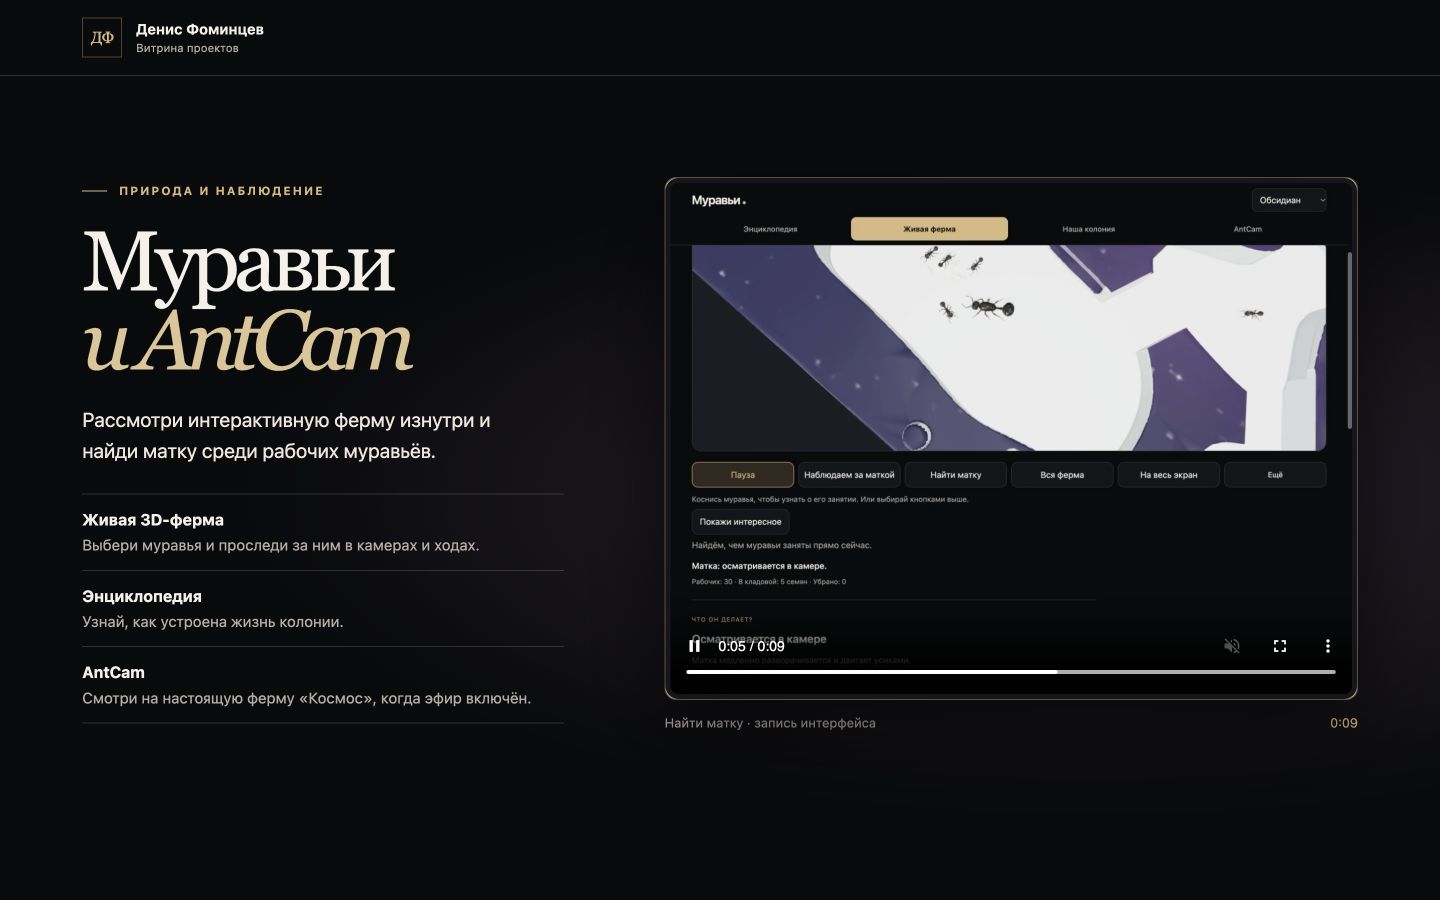 ДФ
Денис Фоминцев
Витрина проектов
ПРИРОДА И НАБЛЮДЕНИЕ
Муравьи
и AntCam
Рассмотри интерактивную ферму изнутри и
найди матку среди рабочих муравьёв.
Живая 3D-ферма
Выбери муравья и проследи за ним в камерах и ходах.
Энциклопедия
Узнай, как устроена жизнь колонии.
AntCam
Смотри на настоящую ферму «Космос», когда эфир включён.
Муравьи.
Обсидиан
Энциклопедия Живая ферма Наша колония AntCam
Пауза Наблюдаем за маткой Найти матку Вся ферма На весь экран Ещё
Коснись муравья, чтобы узнать о его занятии. Или выбирай кнопками выше.
Покажи интересное
Найдём, чем муравьи заняты прямо сейчас.
Матка: осматривается в камере.
Рабочих: 30 · В кладовой: 5 семян · Убрано: 0
ЧТО ОН ДЕЛАЕТ?
Осматривается в камере
0:05 / 0:09
Матка медленно разворачивается и двигает усиками.
Найти матку · запись интерфейса
0:09